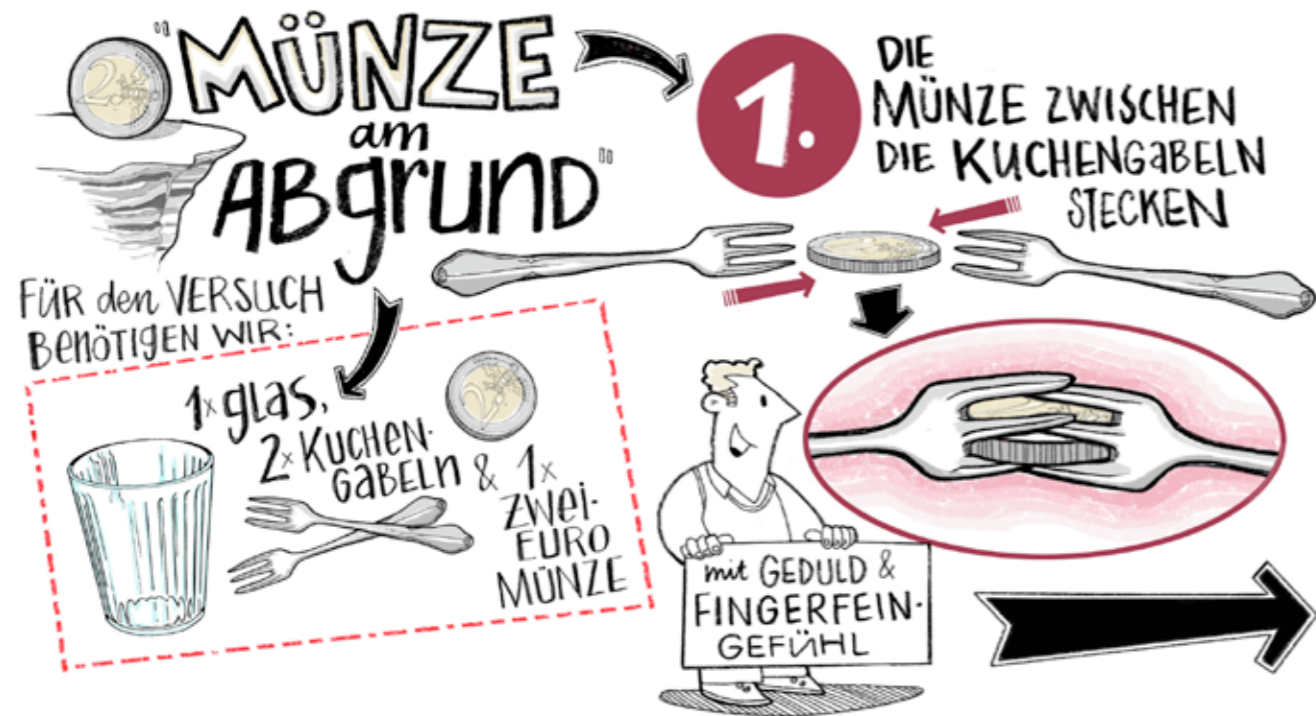 "MÜNZE
am
ABgrUND"
FÜR den VERSUCH
BENÖTIGEN WIR:
1x glas,
2x KUCHEN-
GABELN & 1x
ZWEI-
EURO
MÜNZE
1.
DIE
MÜNZE ZWISCHEN
DIE KUCHENGABELN
STECKEN
mit GEDULD &
FINGERFEIN-
GEFÜHL